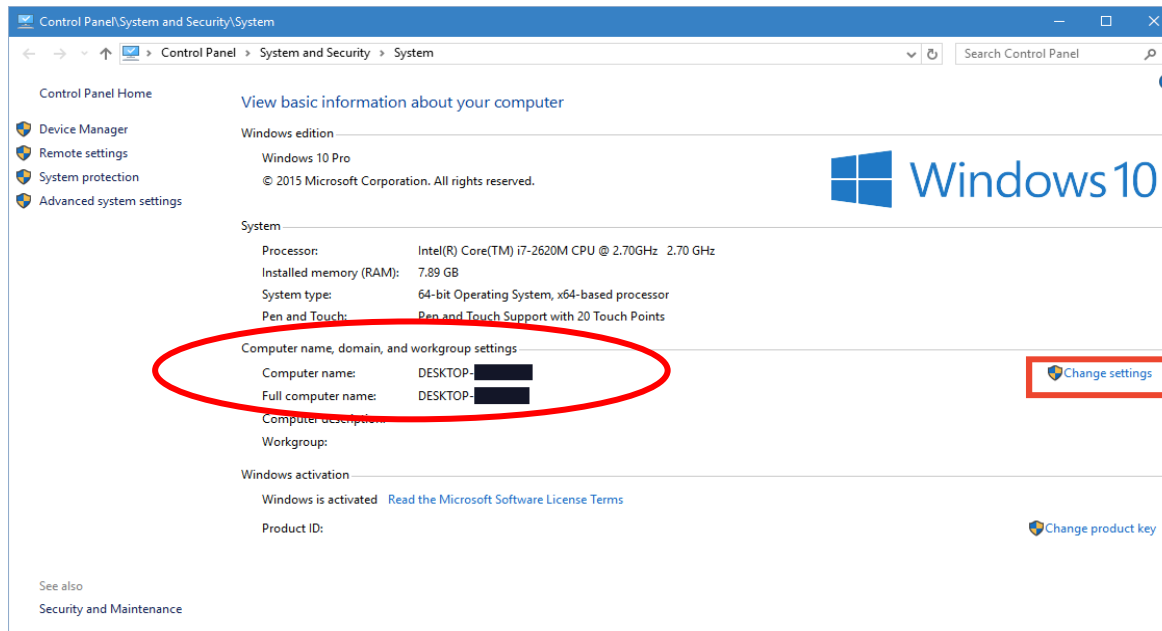 Control Panel\System and Security\System
Control Panel > System and Security > System
Search Control Panel
Control Panel Home
Device Manager
Remote settings
System protection
Advanced system settings
View basic information about your computer
Windows edition
Windows 10 Pro
© 2015 Microsoft Corporation. All rights reserved.
Windows 10
System
Processor: Intel(R) Core(TM) i7-2620M CPU @ 2.70GHz 2.70 GHz
Installed memory (RAM): 7.89 GB
System type: 64-bit Operating System, x64-based processor
Pen and Touch: Pen and Touch Support with 20 Touch Points
Computer name, domain, and workgroup settings
Computer name: DESKTOP-
Change settings
Full computer name: DESKTOP-
Computer description:
Workgroup:
Windows activation
Windows is activated Read the Microsoft Software License Terms
Product ID:
Change product key
See also
Security and Maintenance